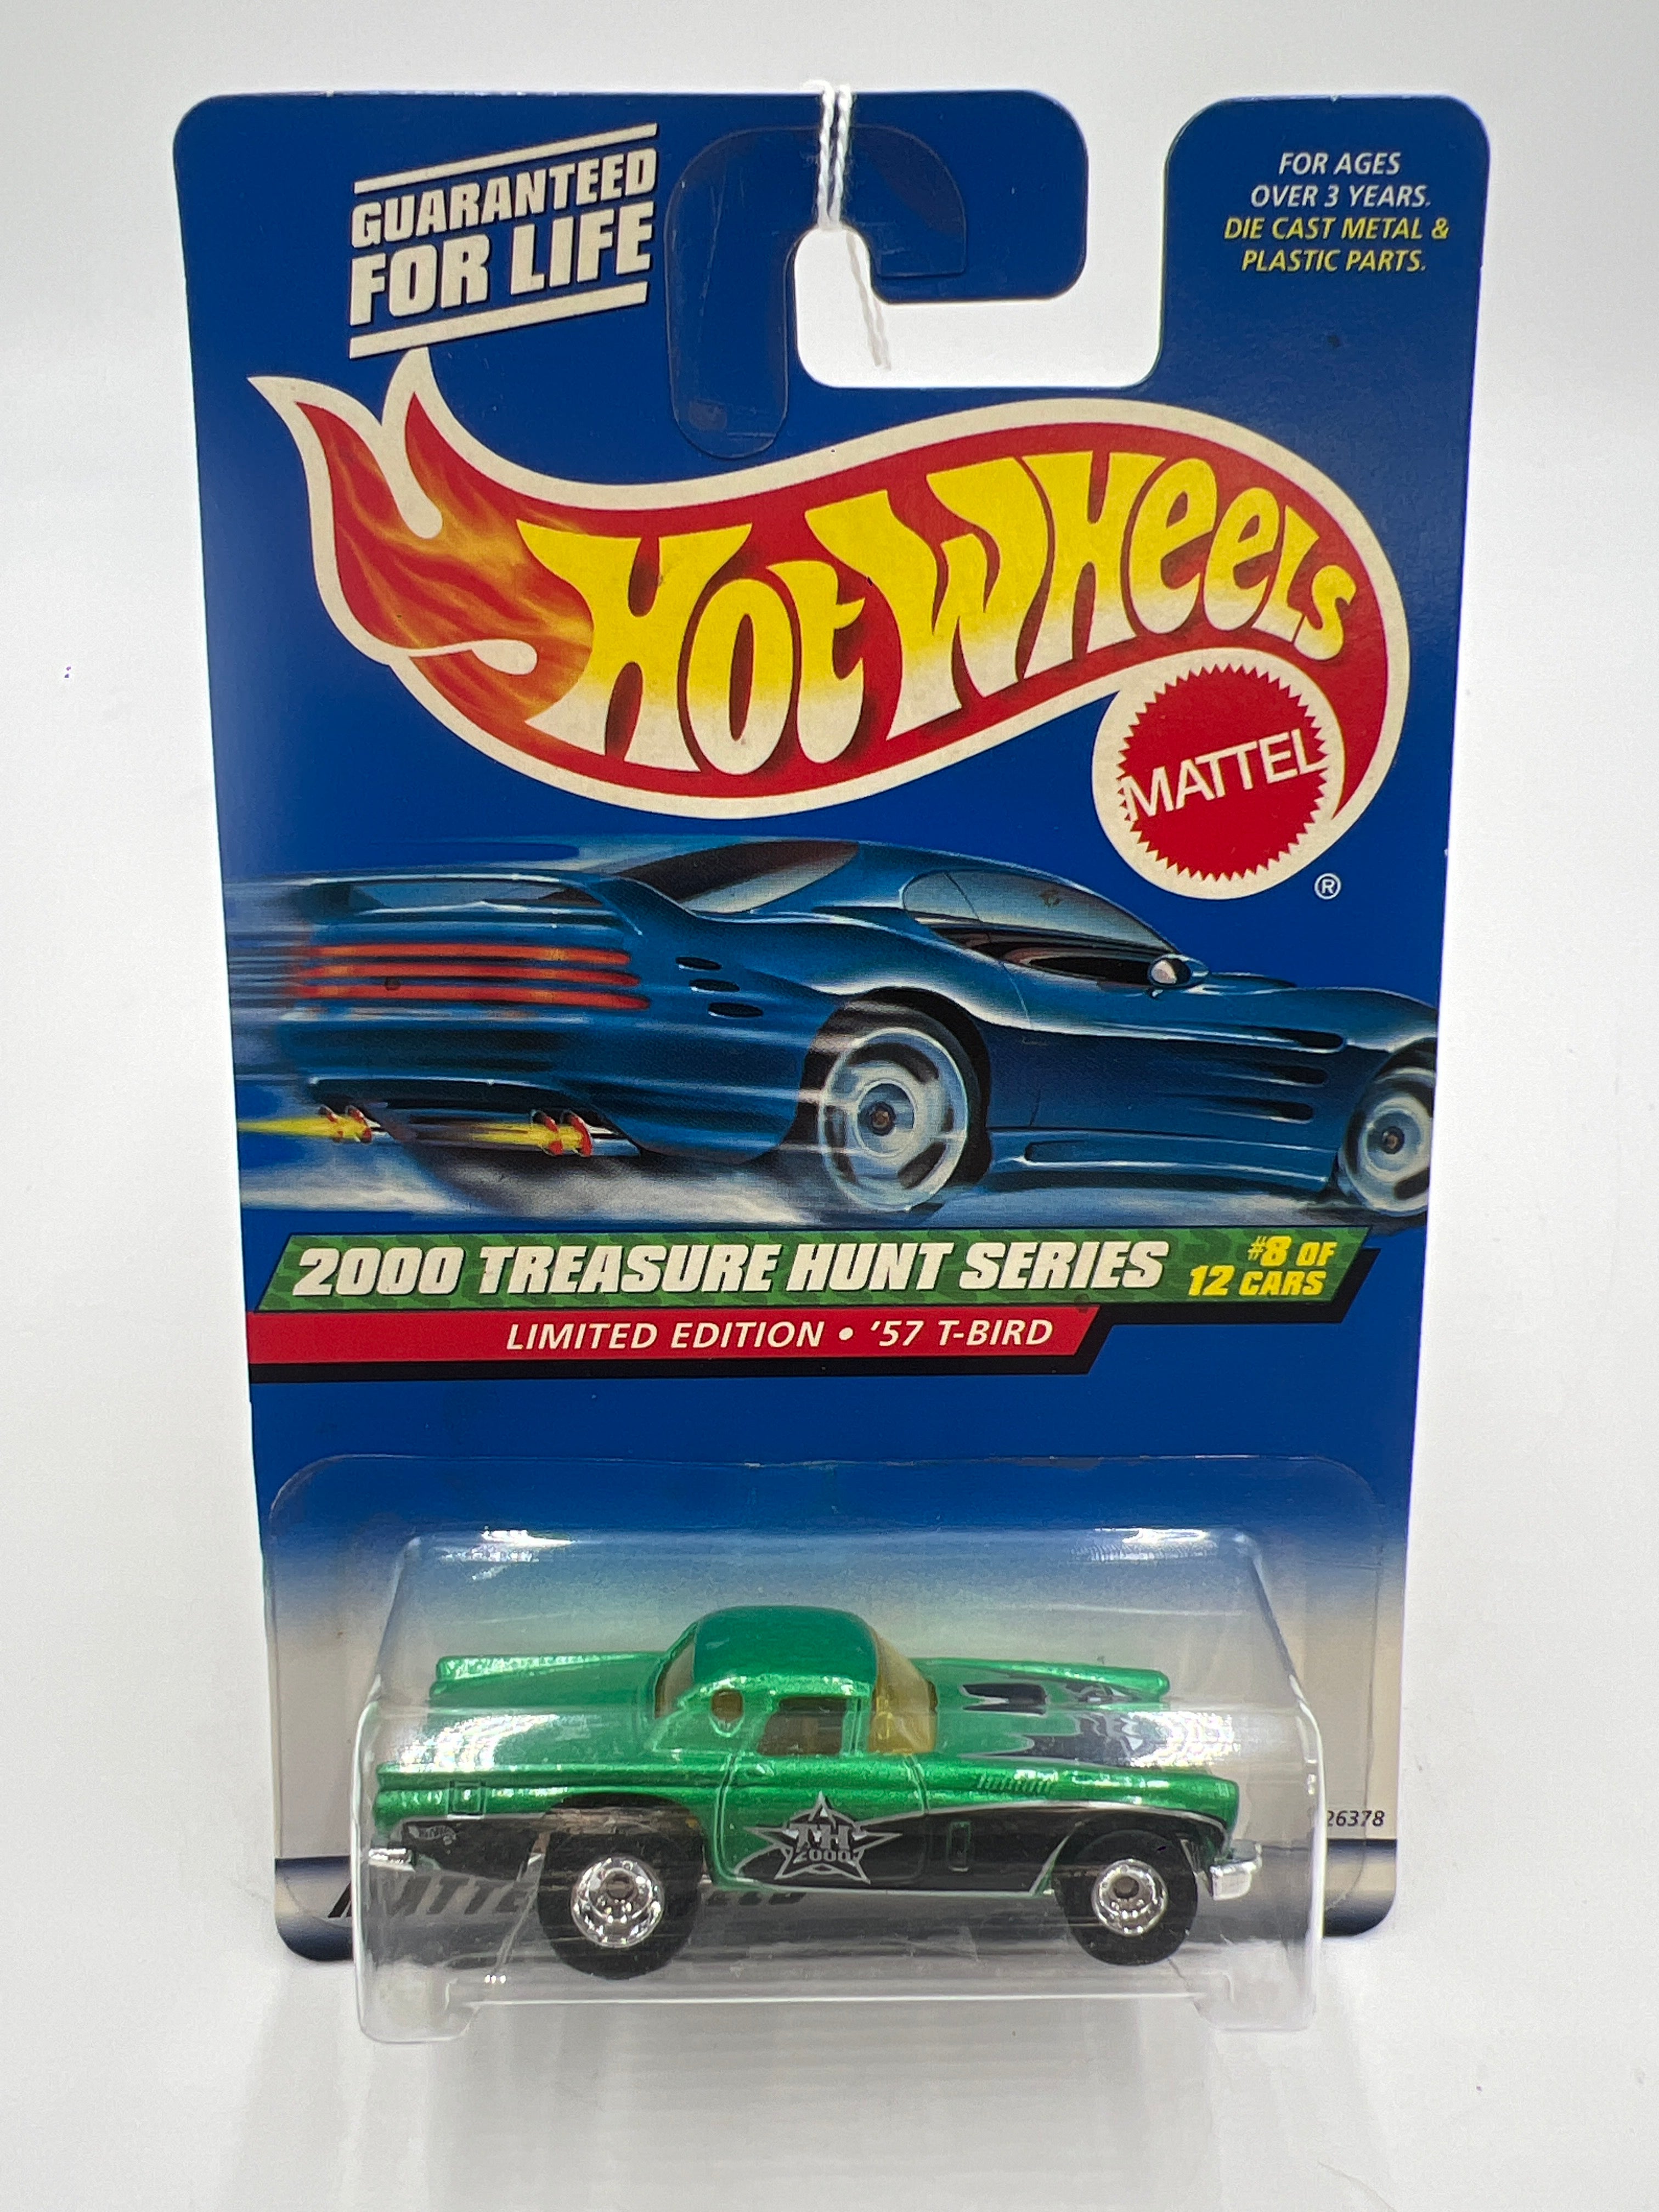 GUARANTEED
FOR LIFE
FOR AGES
OVER 3 YEARS.
DIE CAST METAL &
PLASTIC PARTS.
HOT WHEELS
MATTEL
®
2000 TREASURE HUNT SERIES
#8 OF
12 CARS
LIMITED EDITION • '57 T-BIRD
TH
2000
26378